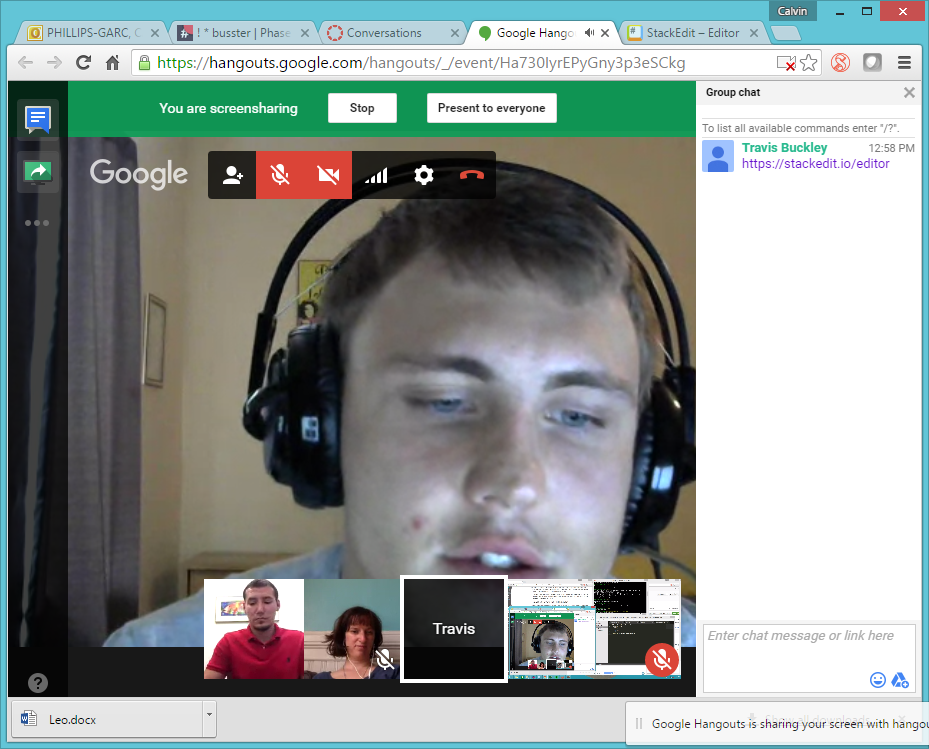 Calvin
PHILLIPS-GARC, C
! * busster | Phase
Conversations
Google Hango
StackEdit – Editor
https://hangouts.google.com/hangouts/_/event/Ha730IyrEPyGny3p3eSCkg
You are screensharing
Stop
Present to everyone
Group chat
To list all available commands enter "/?".
Travis Buckley
12:58 PM
https://stackedit.io/editor
Google
Travis
Enter chat message or link here
Leo.docx
Google Hangouts is sharing your screen with hangou